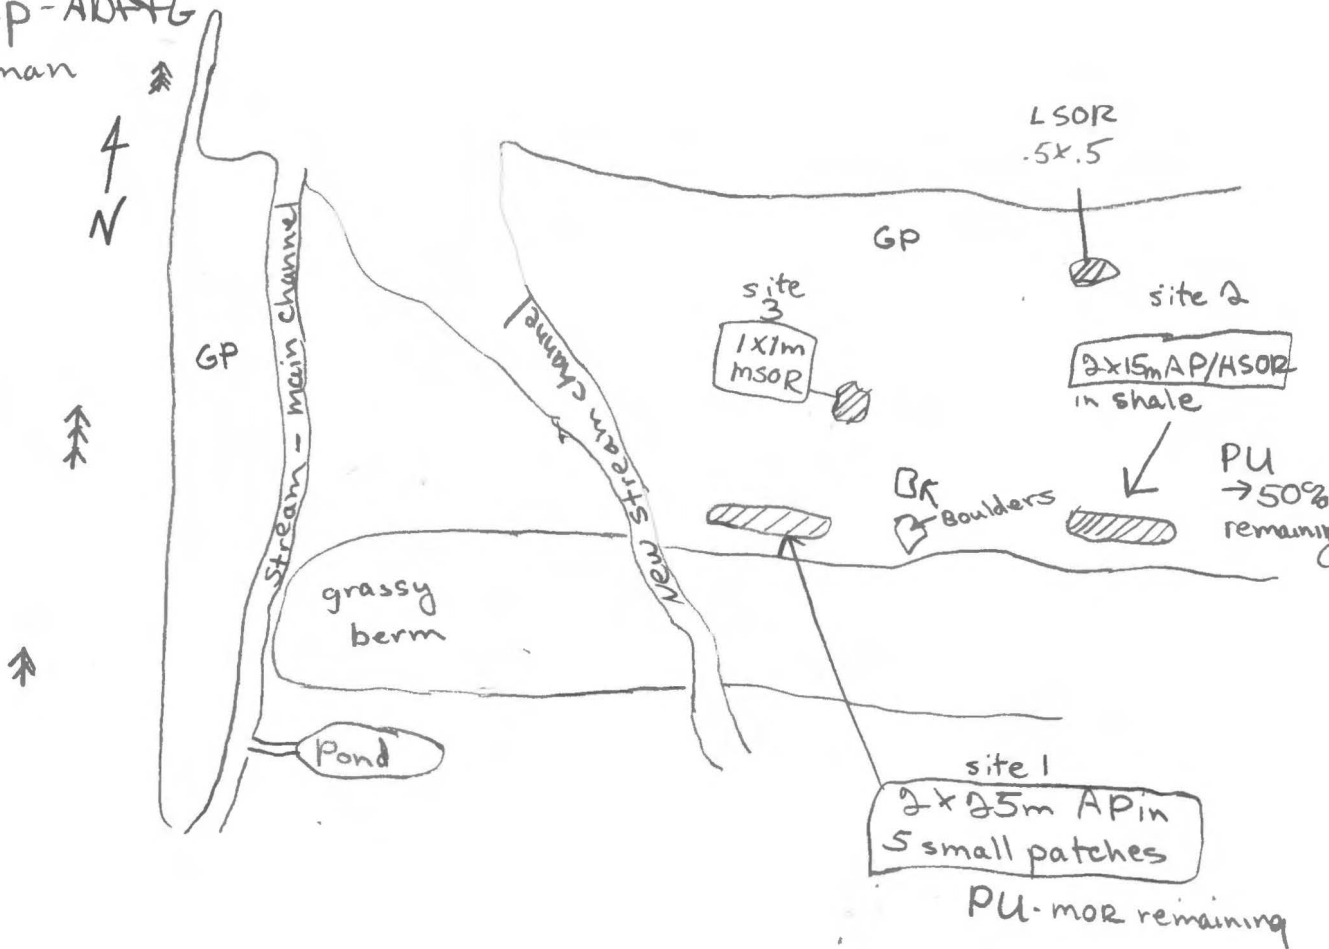 p-ADF+G
man
N
LSOR
.5x.5
GP
site
3
1x1m
MSOR
site 2
2x15m AP/HSOR
in shale
PU
→50%
remaining
Boulders
GP
Stream - main channel
New stream channel
grassy
berm
Pond
site 1
2x25m AP in
5 small patches
PU-MOR remaining